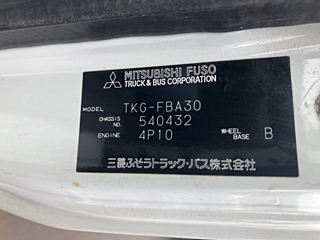 MITSUBISHI FUSO
TRUCK & BUS CORPORATION
MODEL TKG-FBA30
CHASSIS NO. 540432
ENGINE 4P10 WHEEL BASE B
三菱ふそうトラック・バス株式会社